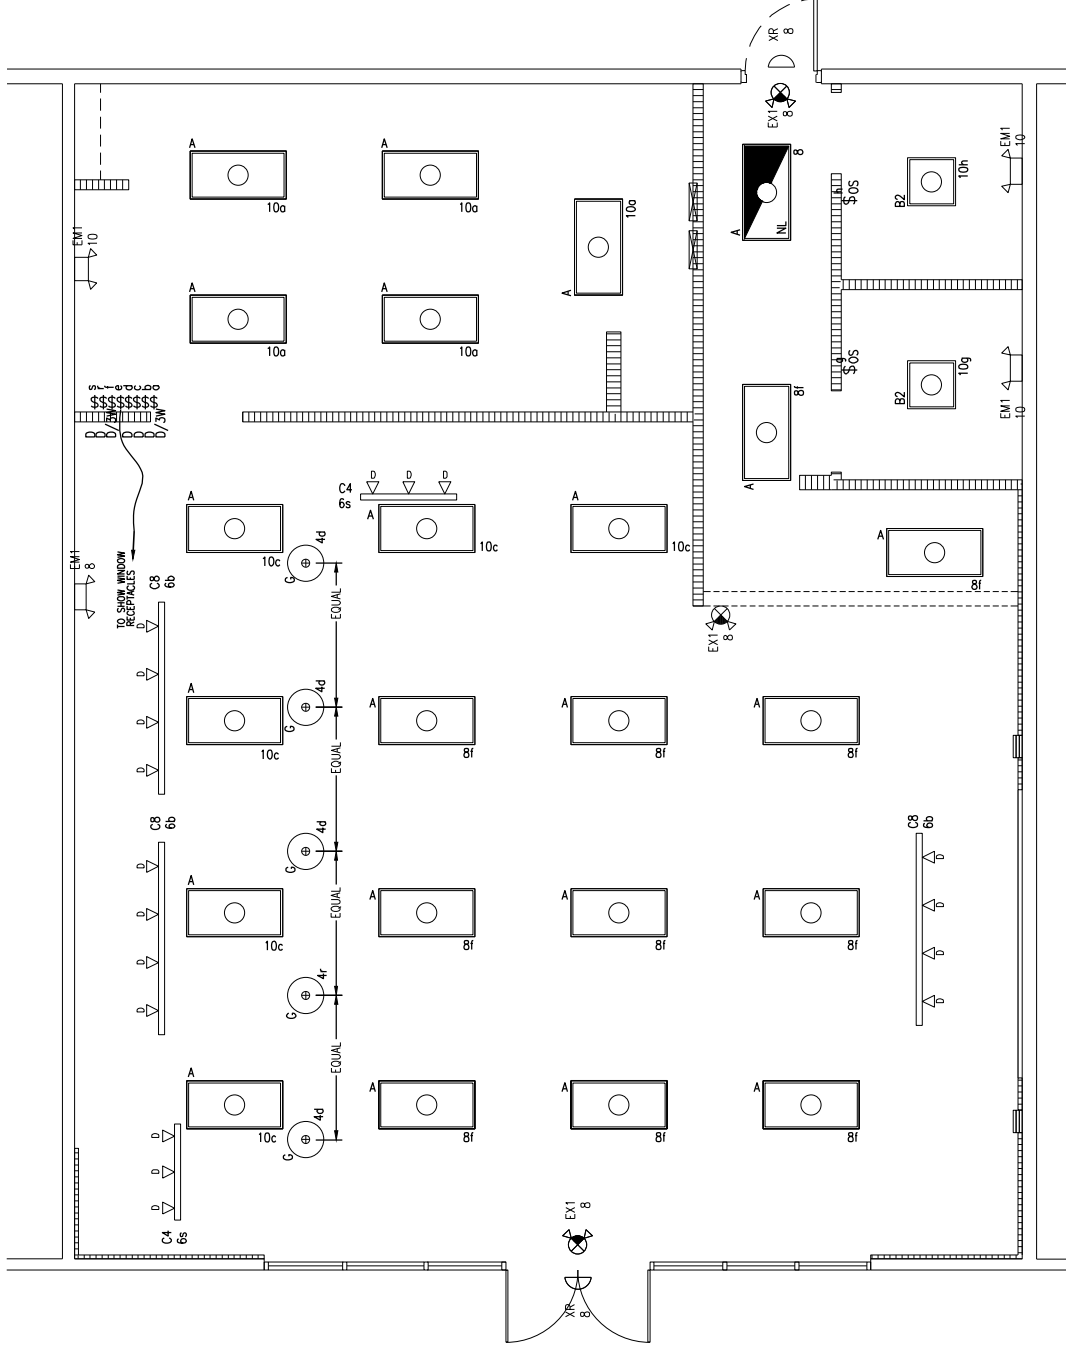 XR
8
EX1
8
A
10a
A
10a
10a
A
8
A
NL
EM1
10
B2
10h
$OS
h
EM1
10
A
10a
A
10a
8f
A
$OS
g
B2
10g
EM1
10
$ s
$ r
$ f
$ e
$ d
$ c
$ b
$ a
D
D
D/3W
D
D
D
D/3W
TO SHOW WINDOW
RECEPTACLES
EM1
8
A
10c
C4
6s
D
D
D
A
10c
A
10c
4d
G
A
8f
EQUAL
EX1
8
C8
6b
D
D
D
D
A
10c
4d
G
A
8f
A
8f
A
8f
EQUAL
C8
6b
D
D
D
D
4d
G
A
10c
A
8f
A
8f
A
8f
C8
6b
D
D
D
D
EQUAL
4r
G
EQUAL
A
10c
4d
G
A
8f
A
8f
A
8f
D
D
D
C4
6s
EX1
8
XR
8